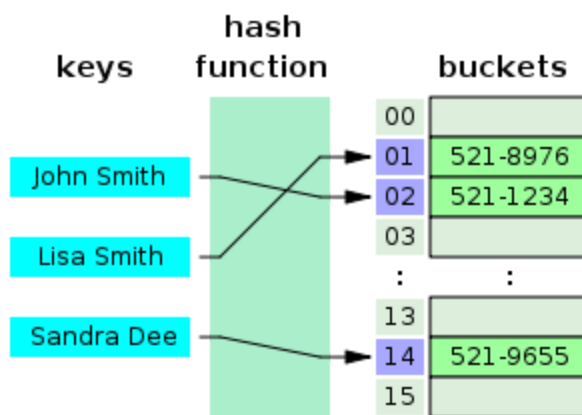 keys
hash
function
buckets
00
01 521-8976
John Smith
02 521-1234
Lisa Smith
03
: :
13
Sandra Dee
14 521-9655
15